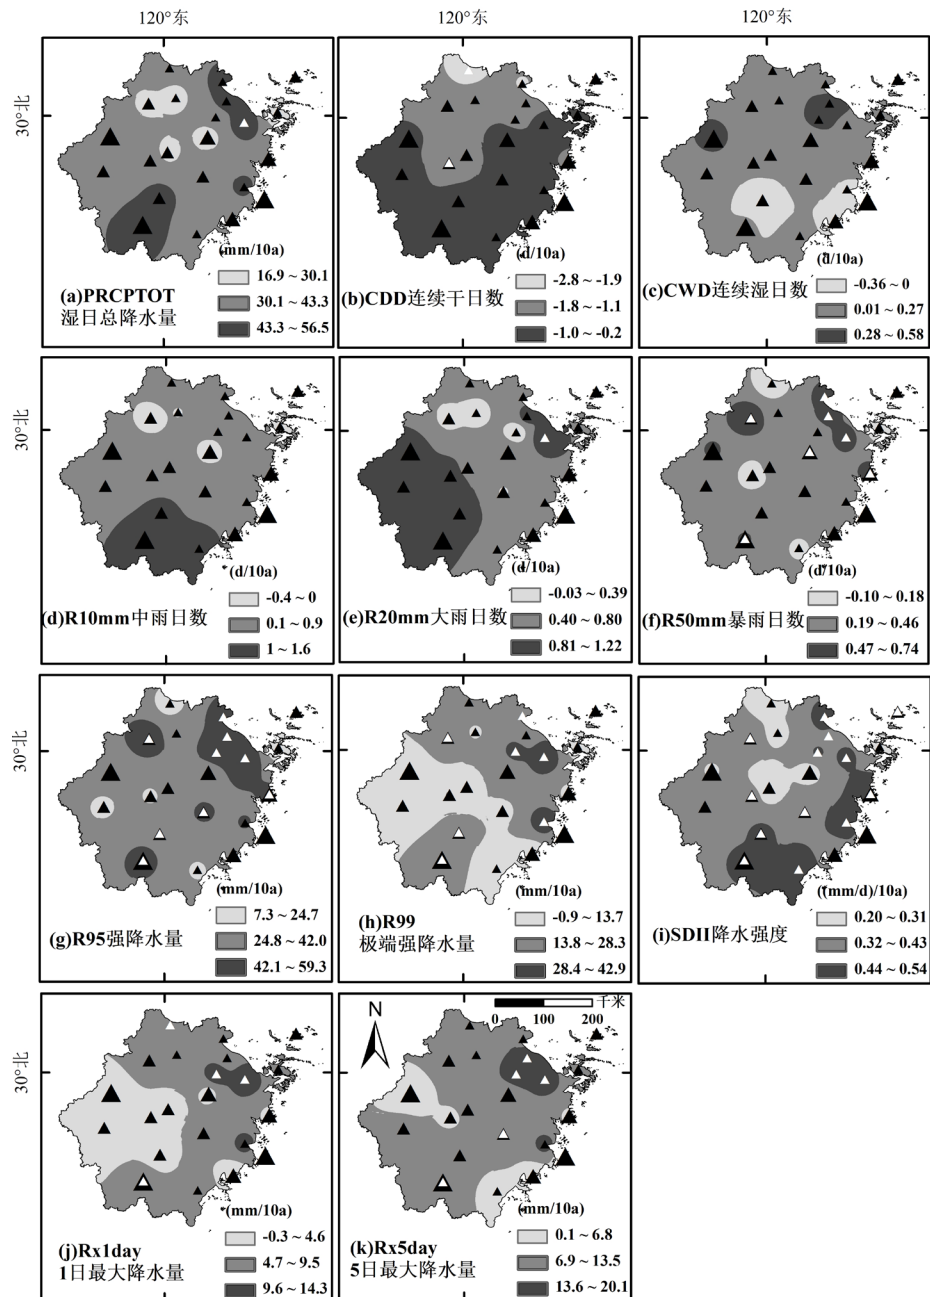 120°东
120°东
120°东
30°北
(mm/10a)
16.9 ~ 30.1
30.1 ~ 43.3
43.3 ~ 56.5
(a)PRCPTOT
湿日总降水量
(d/10a)
-2.8 ~ -1.9
-1.8 ~ -1.1
-1.0 ~ -0.2
(b)CDD连续干日数
(d/10a)
-0.36 ~ 0
0.01 ~ 0.27
0.28 ~ 0.58
(c)CWD连续湿日数
30°北
(d/10a)
-0.4 ~ 0
0.1 ~ 0.9
1 ~ 1.6
(d)R10mm中雨日数
(d/10a)
-0.03 ~ 0.39
0.40 ~ 0.80
0.81 ~ 1.22
(e)R20mm大雨日数
(d/10a)
-0.10 ~ 0.18
0.19 ~ 0.46
0.47 ~ 0.74
(f)R50mm暴雨日数
30°北
(mm/10a)
7.3 ~ 24.7
24.8 ~ 42.0
42.1 ~ 59.3
(g)R95强降水量
(mm/10a)
-0.9 ~ 13.7
13.8 ~ 28.3
28.4 ~ 42.9
(h)R99
极端强降水量
((mm/d)/10a)
0.20 ~ 0.31
0.32 ~ 0.43
0.44 ~ 0.54
(i)SDII降水强度
30°北
(mm/10a)
-0.3 ~ 4.6
4.7 ~ 9.5
9.6 ~ 14.3
(j)Rx1day
1日最大降水量
N
千米
0 100 200
(mm/10a)
0.1 ~ 6.8
6.9 ~ 13.5
13.6 ~ 20.1
(k)Rx5day
5日最大降水量